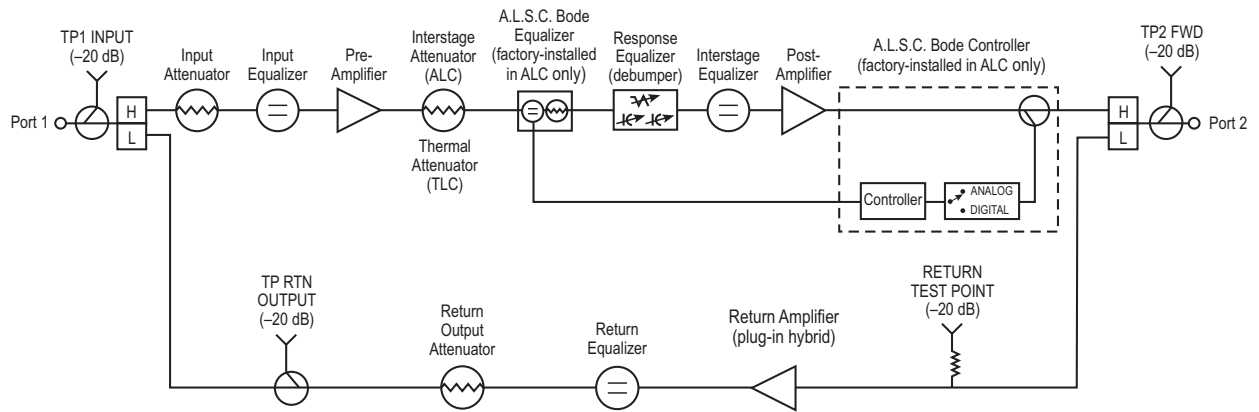 TP1 INPUT
(–20 dB)
Input
Attenuator
Input
Equalizer
Pre-
Amplifier
Interstage
Attenuator
(ALC)
A.L.S.C. Bode
Equalizer
(factory-installed
in ALC only)
Response
Equalizer
(debumper)
Interstage
Equalizer
Post-
Amplifier
A.L.S.C. Bode Controller
(factory-installed in ALC only)
TP2 FWD
(–20 dB)
Port 1
H
L
Thermal
Attenuator
(TLC)
Controller
ANALOG
DIGITAL
H
L
Port 2
TP RTN
OUTPUT
(–20 dB)
Return
Output
Attenuator
Return
Equalizer
Return Amplifier
(plug-in hybrid)
RETURN
TEST POINT
(–20 dB)